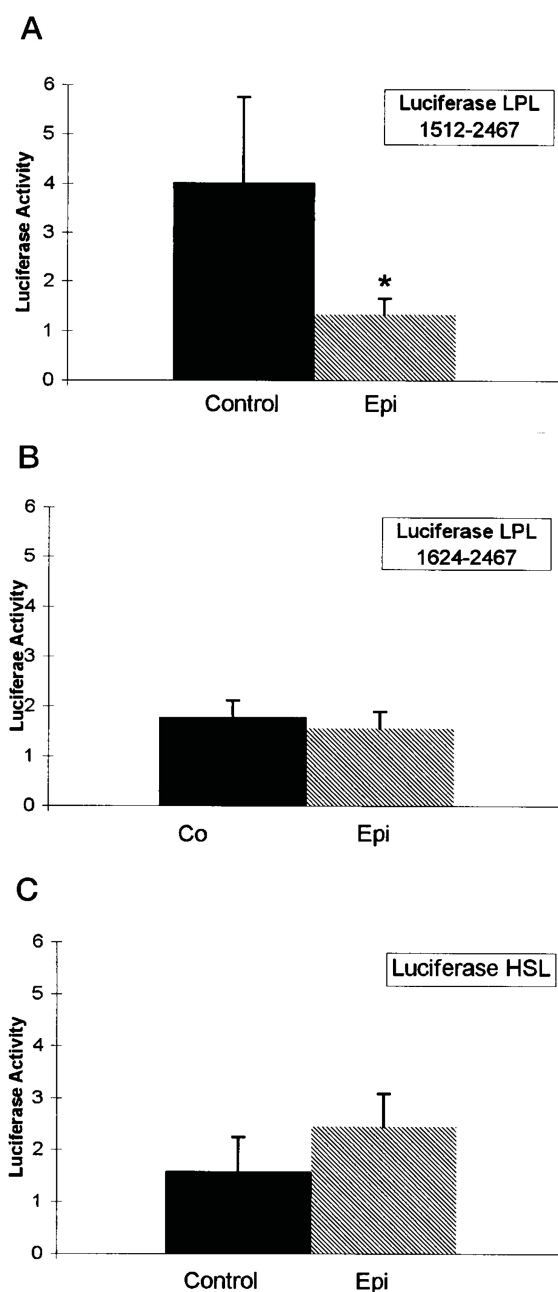 A
6
5
4
3
2
1
0
Luciferase Activity
Luciferase LPL
1512-2467
*
Control Epi
B
6
5
4
3
2
1
0
Luciferae Activity
Luciferase LPL
1624-2467
Co Epi
C
6
5
4
3
2
1
0
Luciferase Activity
Luciferase HSL
Control Epi